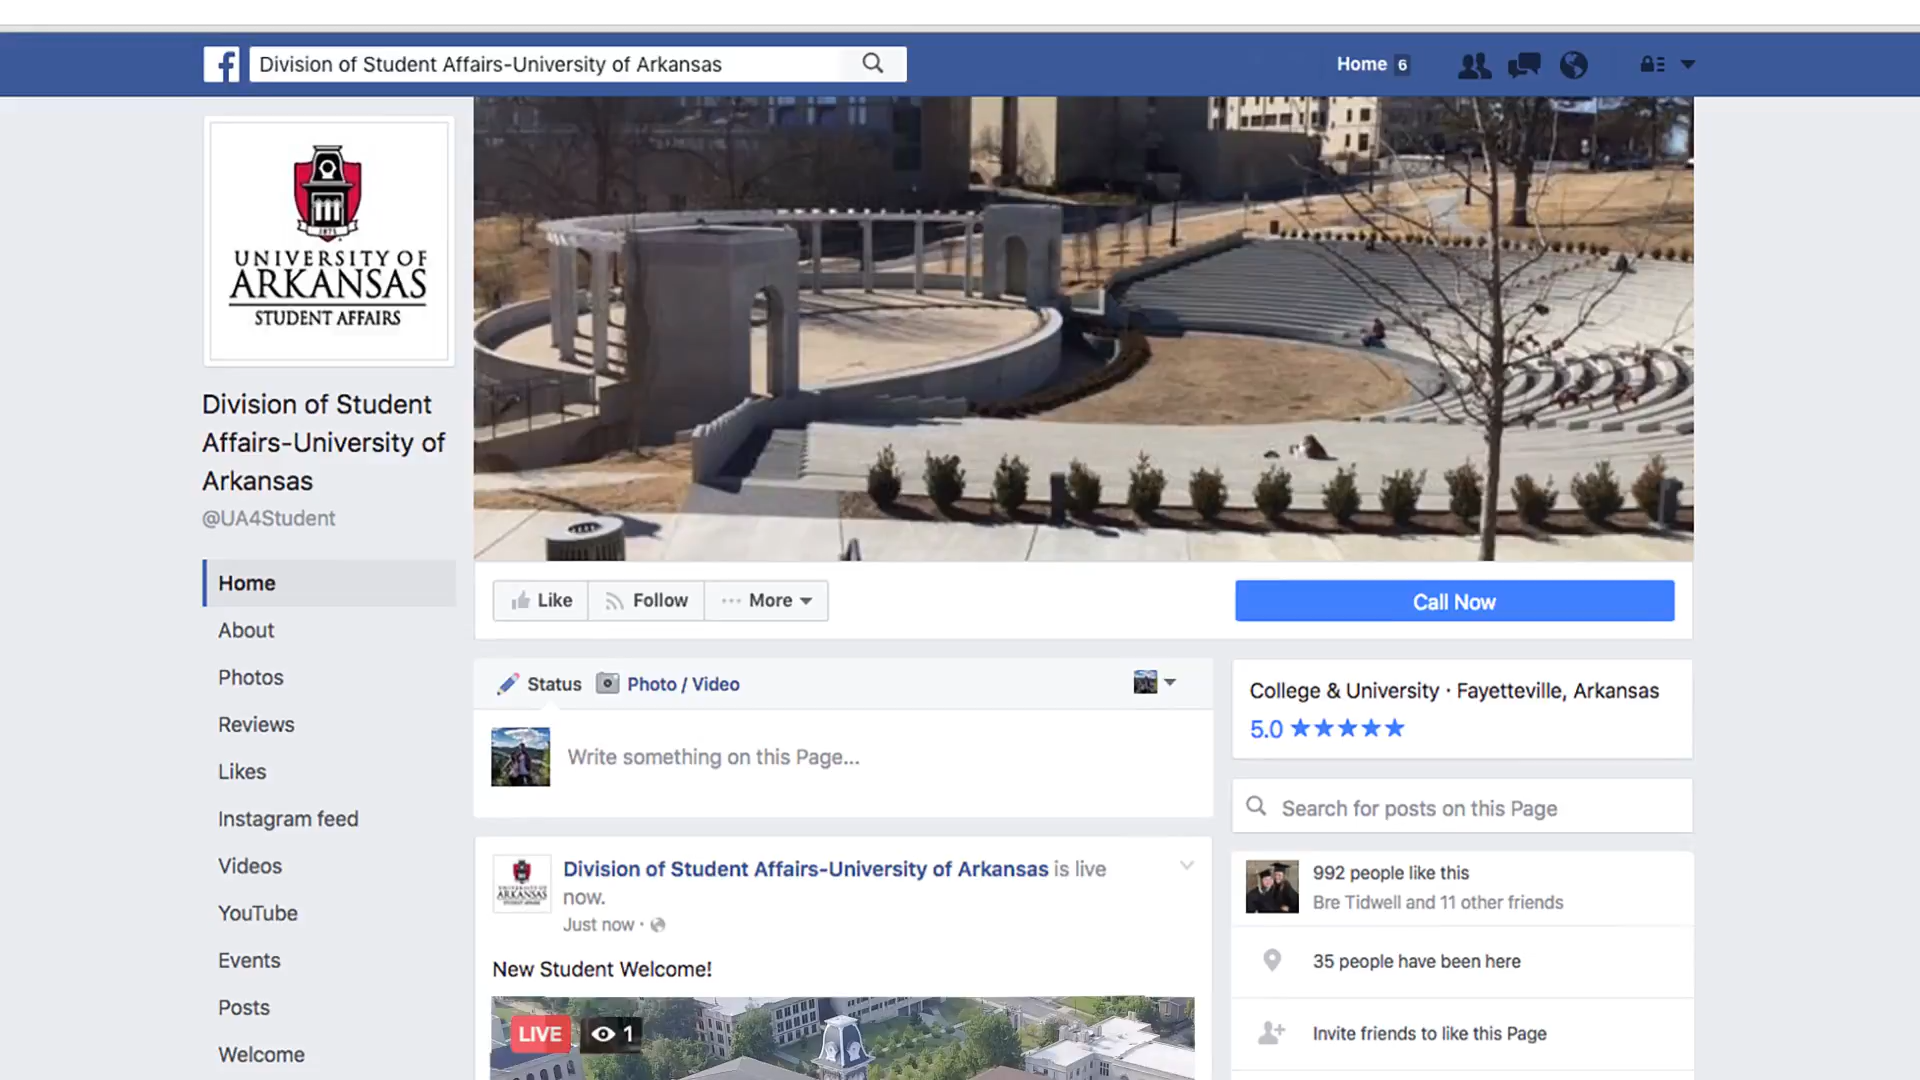 Division of Student Affairs-University of Arkansas
Home 6
1871
UNIVERSITY OF
ARKANSAS
STUDENT AFFAIRS
Division of Student
Affairs-University of
Arkansas
@UA4Student
Home
About
Photos
Reviews
Likes
Instagram feed
Videos
YouTube
Events
Posts
Welcome
Like
Follow
More
Call Now
Status
Photo / Video
Write something on this Page...
UNIVERSITY OF
ARKANSAS
Division of Student Affairs-University of Arkansas is live
now.
Just now ·
New Student Welcome!
LIVE
1
College & University · Fayetteville, Arkansas
5.0 ★★★★★
Search for posts on this Page
992 people like this
Bre Tidwell and 11 other friends
35 people have been here
Invite friends to like this Page